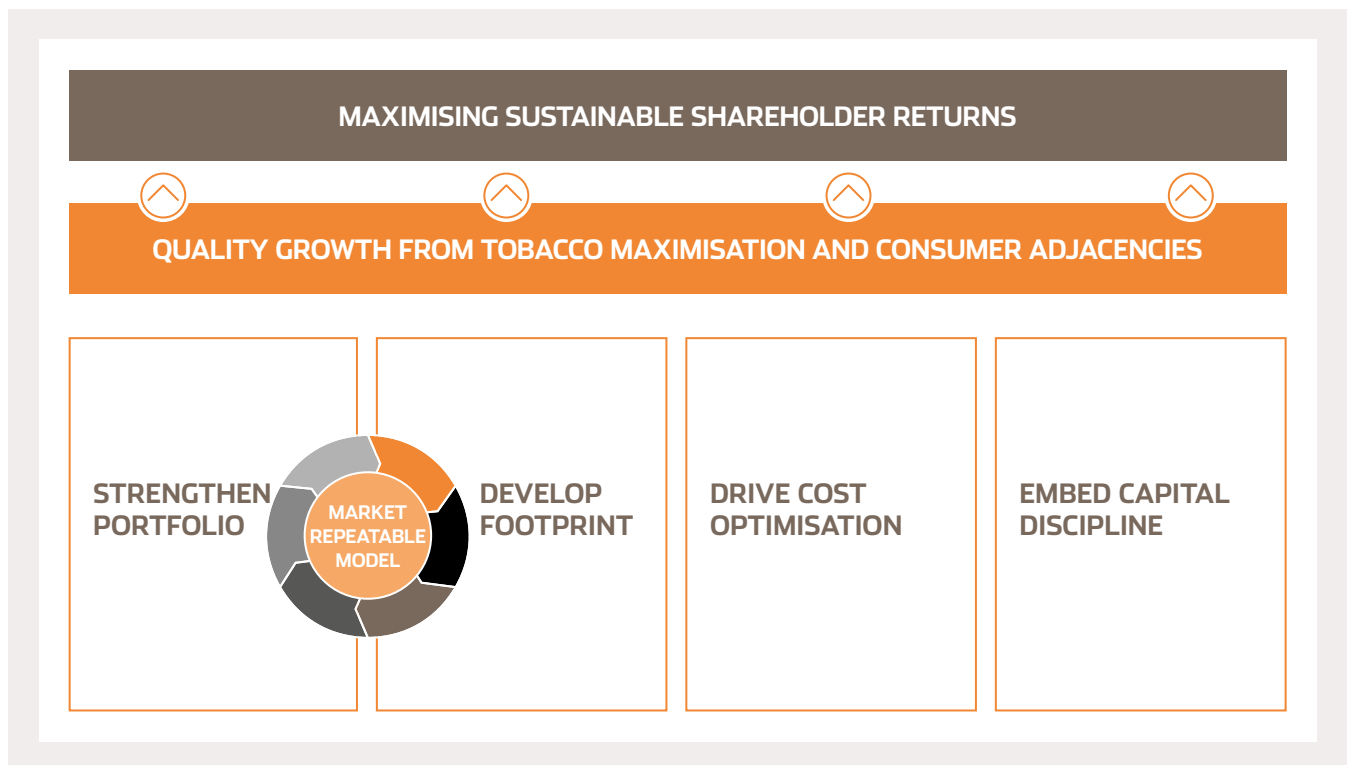 MAXIMISING SUSTAINABLE SHAREHOLDER RETURNS
QUALITY GROWTH FROM TOBACCO MAXIMISATION AND CONSUMER ADJACENCIES
STRENGTHEN
PORTFOLIO
MARKET
REPEATABLE
MODEL
DEVELOP
FOOTPRINT
DRIVE COST
OPTIMISATION
EMBED CAPITAL
DISCIPLINE